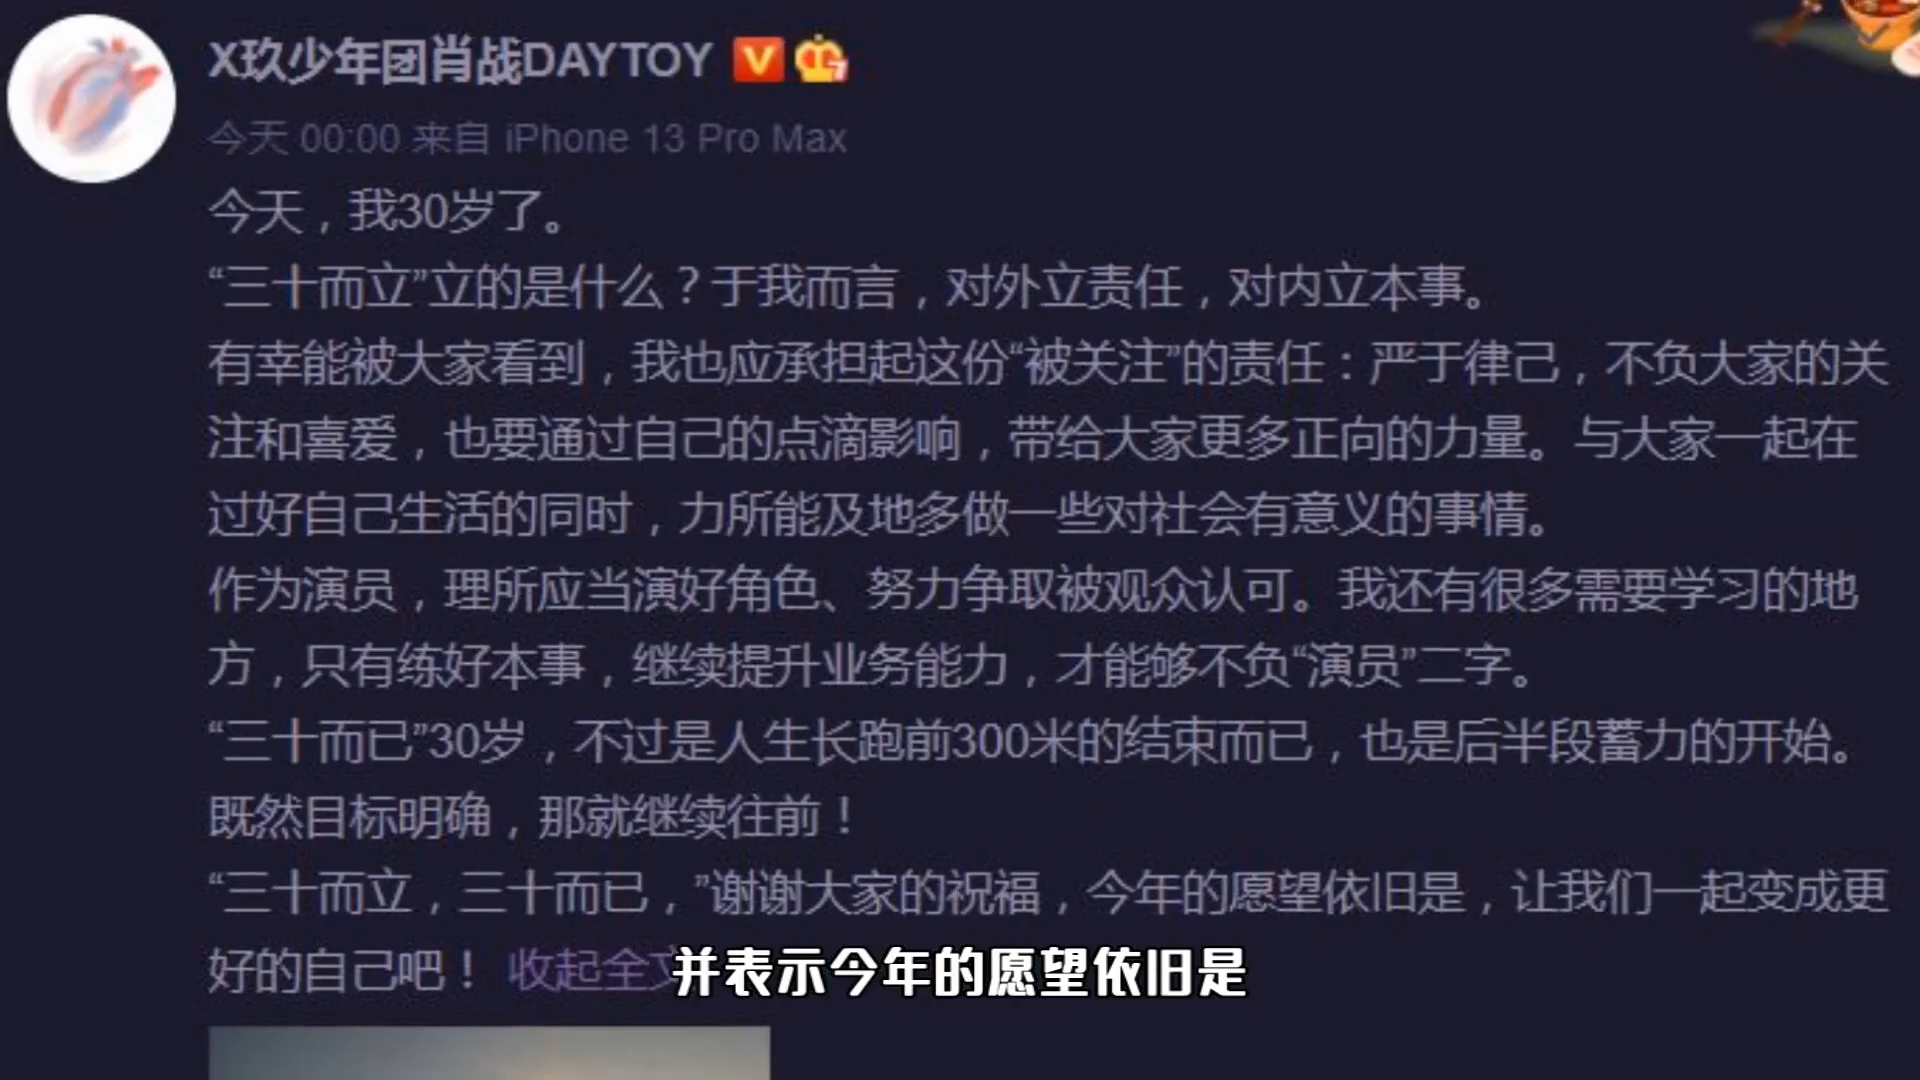 X玖少年团肖战DAYTOY
今天 00:00 来自 iPhone 13 Pro Max
今天，我30岁了。
“三十而立”立的是什么？于我而言，对外立责任，对内立本事。
有幸能被大家看到，我也应承担起这份“被关注”的责任：严于律己，不负大家的关
注和喜爱，也要通过自己的点滴影响，带给大家更多正向的力量。与大家一起在
过好自己生活的同时，力所能及地多做一些对社会有意义的事情。
作为演员，理所应当演好角色、努力争取被观众认可。我还有很多需要学习的地
方，只有练好本事，继续提升业务能力，才能够不负“演员”二字。
“三十而已”30岁，不过是人生长跑前300米的结束而已，也是后半段蓄力的开始。
既然目标明确，那就继续往前！
“三十而立，三十而已，”谢谢大家的祝福，今年的愿望依旧是，让我们一起变成更
好的自己吧！ 收起全文
并表示今年的愿望依旧是